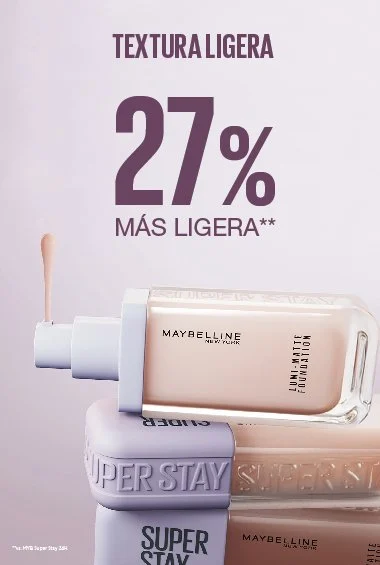 TEXTURA LIGERA
27%
MÁS LIGERA**
MAYBELLINE
NEW YORK
LUMI-MATTE
FOUNDATION
SUPER
SUPER STAY
SUPER STAY
SUPER
STAY
MAYBELLINE
NEW YORK